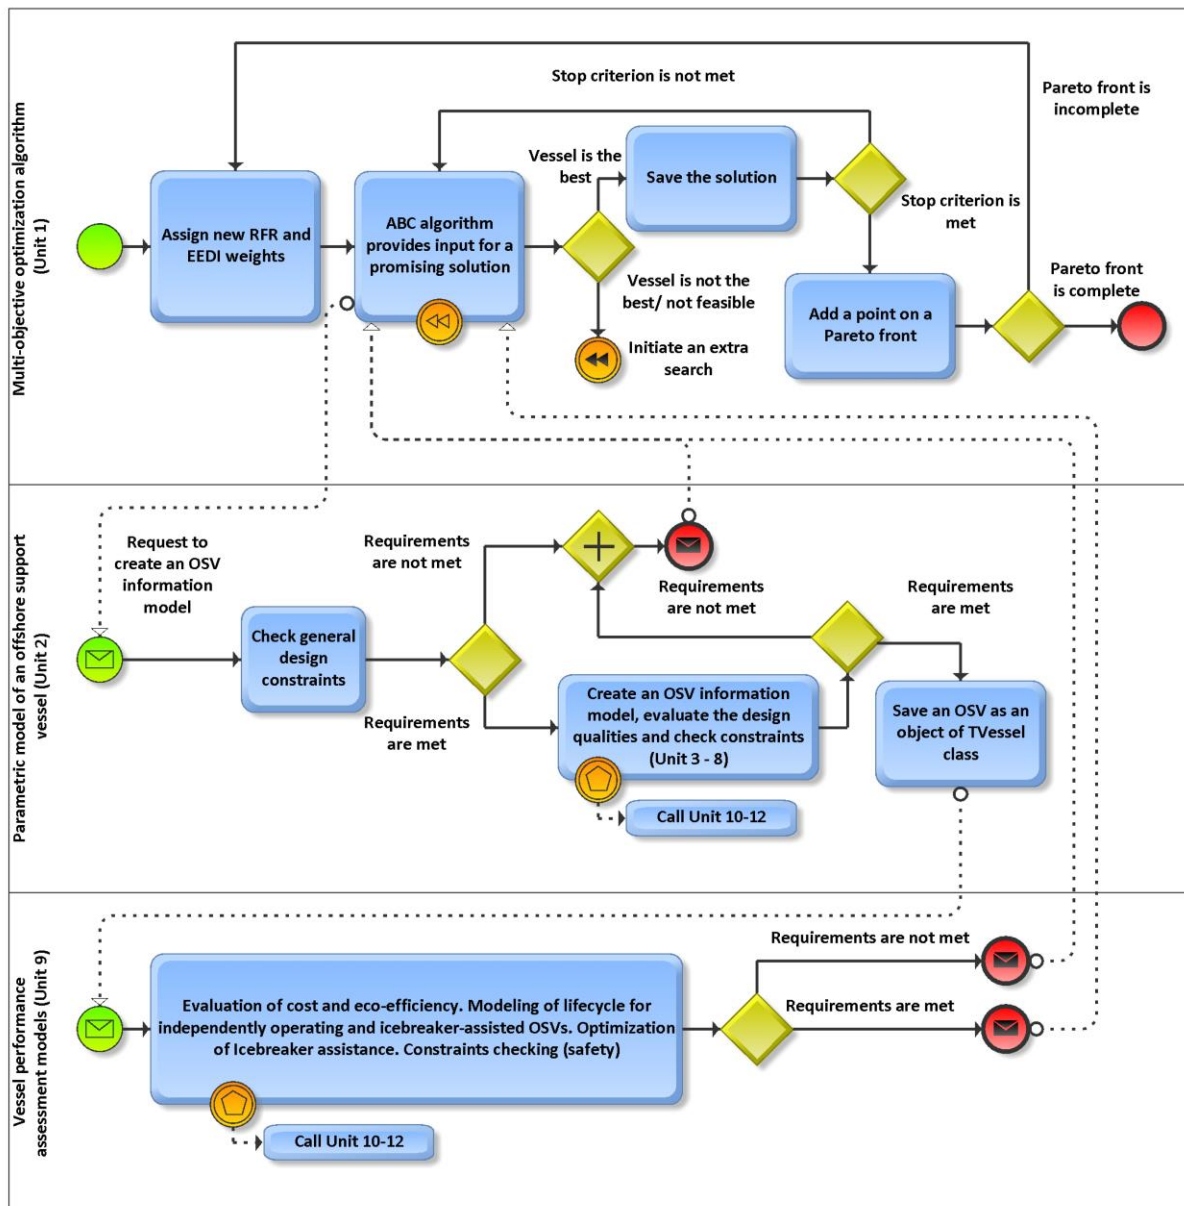 Multi-objective optimization algorithm
(Unit 1)
Stop criterion is not met
Pareto front is
incomplete
Assign new RFR and
EEDI weights
ABC algorithm
provides input for a
promising solution
Vessel is the
best
Save the solution
Stop criterion is
met
Vessel is not the
best/ not feasible
Initiate an extra
search
Add a point on a
Pareto front
Pareto front
is complete
Parametric model of an offshore support
vessel (Unit 2)
Request to
create an OSV
information
model
Check general
design
constraints
Requirements
are not met
Requirements
are met
Requirements
are not met
Requirements
are met
Create an OSV information
model, evaluate the design
qualities and check constraints
(Unit 3 - 8)
Call Unit 10-12
Save an OSV as an
object of TVessel
class
Vessel performance
assessment models (Unit 9)
Evaluation of cost and eco-efficiency. Modeling of lifecycle for
independently operating and icebreaker-assisted OSVs. Optimization
of Icebreaker assistance. Constraints checking (safety)
Call Unit 10-12
Requirements are not met
Requirements are met